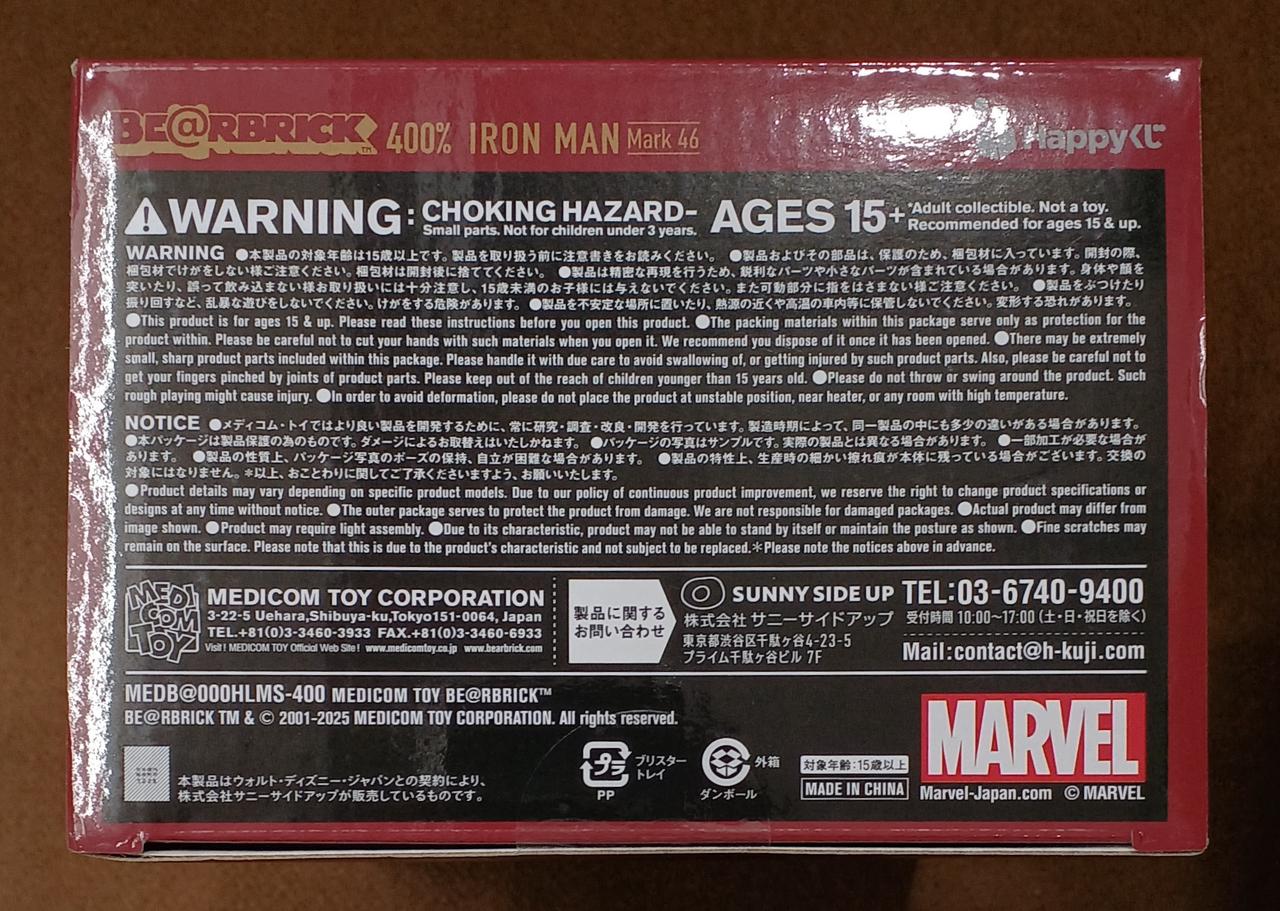 BE@RBRICK TM 400% IRON MAN Mark 46
Happyくじ
WARNING: CHOKING HAZARD- AGES 15+ *Adult collectible. Not a toy.
Small parts. Not for children under 3 years. Recommended for ages 15 & up.
WARNING ●本製品の対象年齢は15歳以上です。製品を取り扱う前に注意書きをお読みください。 ●製品およびその部品は、保護のため、梱包材に入っています。開封の際、
梱包材でけがをしない様ご注意ください。梱包材は開封後に捨ててください。 ●製品は精密な再現を行うため、鋭利なパーツや小さなパーツが含まれている場合があります。身体や顔を
突いたり、誤って飲み込まない様お取り扱いには十分注意し、15歳未満のお子様には与えないでください。また可動部分に指をはさまない様ご注意ください。 ●製品をぶつけたり
振り回すなど、乱暴な遊びをしないでください。けがをする危険があります。 ●製品を不安定な場所に置いたり、熱源の近くや高温の車内等に保管しないでください。変形する恐れがあります。
●This product is for ages 15 & up. Please read these instructions before you open this product. ●The packing materials within this package serve only as protection for the
product within. Please be careful not to cut your hands with such materials when you open it. We recommend you dispose of it once it has been opened. ●There may be extremely
small, sharp product parts included within this package. Please handle it with due care to avoid swallowing of, or getting injured by such product parts. Also, please be careful not to
get your fingers pinched by joints of product parts. Please keep out of the reach of children younger than 15 years old. ●Please do not throw or swing around the product. Such
rough playing might cause injury. ●In order to avoid deformation, please do not place the product at unstable position, near heater, or any room with high temperature.
NOTICE ●メディコム・トイではより良い製品を開発するために、常に研究・調査・改良・開発を行っています。製造時期によって、同一製品の中にも多少の違いがある場合があります。
●本パッケージは製品保護の為のものです。ダメージによるお取替えはいたしかねます。 ●パッケージの写真はサンプルです。実際の製品とは異なる場合があります。 ●一部加工が必要な場合が
あります。 ●製品の性質上、パッケージ写真のポーズの保持、自立が困難な場合があります。 ●製品の特性上、生産時の細かい擦れ痕が本体に残っている場合がございます。交換の
対象にはなりません。*以上、おことわりに関してご了承くださいますよう、お願いいたします。
●Product details may vary depending on specific product models. Due to our policy of continuous product improvement, we reserve the right to change product specifications or
designs at any time without notice. ●The outer package serves to protect the product from damage. We are not responsible for damaged packages. ●Actual product may differ from
image shown. ●Product may require light assembly. ●Due to its characteristic, product may not be able to stand by itself or maintain the posture as shown. ●Fine scratches may
remain on the surface. Please note that this is due to the product's characteristic and not subject to be replaced.*Please note the notices above in advance.
MEDI
COM
TOY
MEDICOM TOY CORPORATION
3-22-5 Uehara,Shibuya-ku,Tokyo151-0064, Japan
TEL.+81(0)3-3460-3933 FAX.+81(0)3-3460-6933
Visit! MEDICOM TOY Official Web Site! www.medicomtoy.co.jp www.bearbrick.com
製品に関する
お問い合わせ
SUNNY SIDE UP
株式会社 サニーサイドアップ
東京都渋谷区千駄ヶ谷4-23-5
プライム千駄ヶ谷ビル 7F
TEL:03-6740-9400
受付時間 10:00〜17:00 (土・日・祝日を除く)
Mail:contact@h-kuji.com
MEDB@000HLMS-400 MEDICOM TOY BE@RBRICK™
BE@RBRICK TM & © 2001-2025 MEDICOM TOY CORPORATION. All rights reserved.
本製品はウォルト・ディズニー・ジャパンとの契約により、
株式会社サニーサイドアップが販売しているものです。
プラ
PP
ブリスター
トレイ
ダンボール
外箱
対象年齢:15歳以上
MADE IN CHINA
MARVEL
Marvel-Japan.com © MARVEL